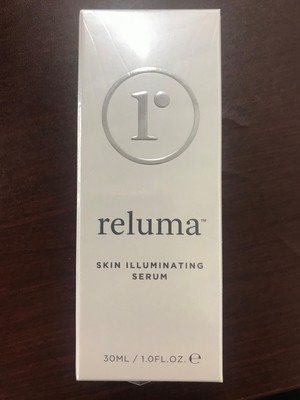 r
reluma™
SKIN ILLUMINATING
SERUM
30ML / 1.0FL.OZ. ℮